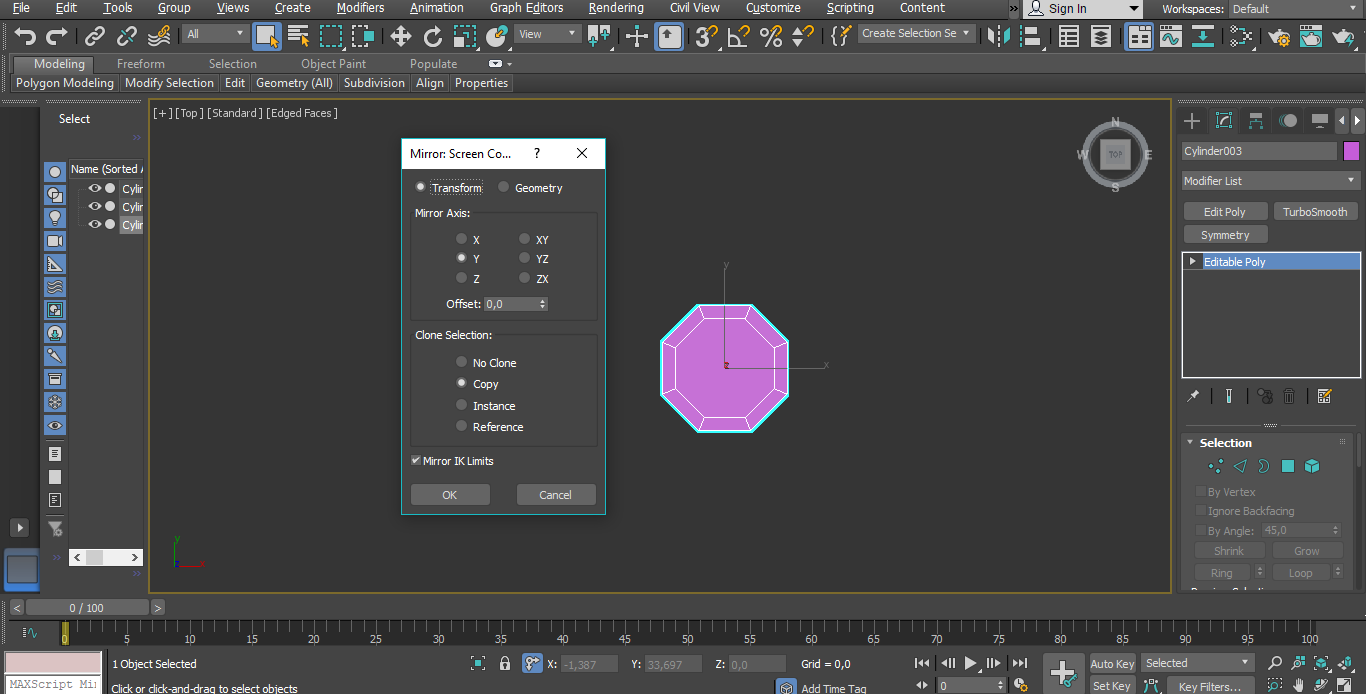 File Edit Tools Group Views Create Modifiers Animation Graph Editors Rendering Civil View Customize Scripting Content » Sign In Workspaces: Default
All View Create Selection Se
Modeling Freeform Selection Object Paint Populate
Polygon Modeling Modify Selection Edit Geometry (All) Subdivision Align Properties
Select
»
Name (Sorted A
Cylin
Cylin
Cylin
»
»
[+] [Top ] [Standard ] [Edged Faces ]
Mirror: Screen Co... ?
Transform Geometry
Mirror Axis:
X XY
Y YZ
Z ZX
Offset: 0,0
Clone Selection:
No Clone
Copy
Instance
Reference
Mirror IK Limits
OK Cancel
y
x
z
N
W TOP E
S
y
Cylinder003
Modifier List
Edit Poly TurboSmooth
Symmetry
Editable Poly
Selection
By Vertex
Ignore Backfacing
By Angle: 45,0
Shrink Grow
Ring Loop
< 0 / 100 >
0 5 10 15 20 25 30 35 40 45 50 55 60 65 70 75 80 85 90 95 100
1 Object Selected X: -1,387 Y: 33,697 Z: 0,0 Grid = 0,0 Auto Key Selected
MAXScript Mi Click or click-and-drag to select objects Add Time Tag 0 Set Key Key Filters...